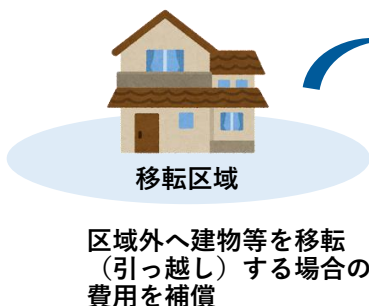 移転区域
区域外へ建物等を移転
（引っ越し）する場合の
費用を補償